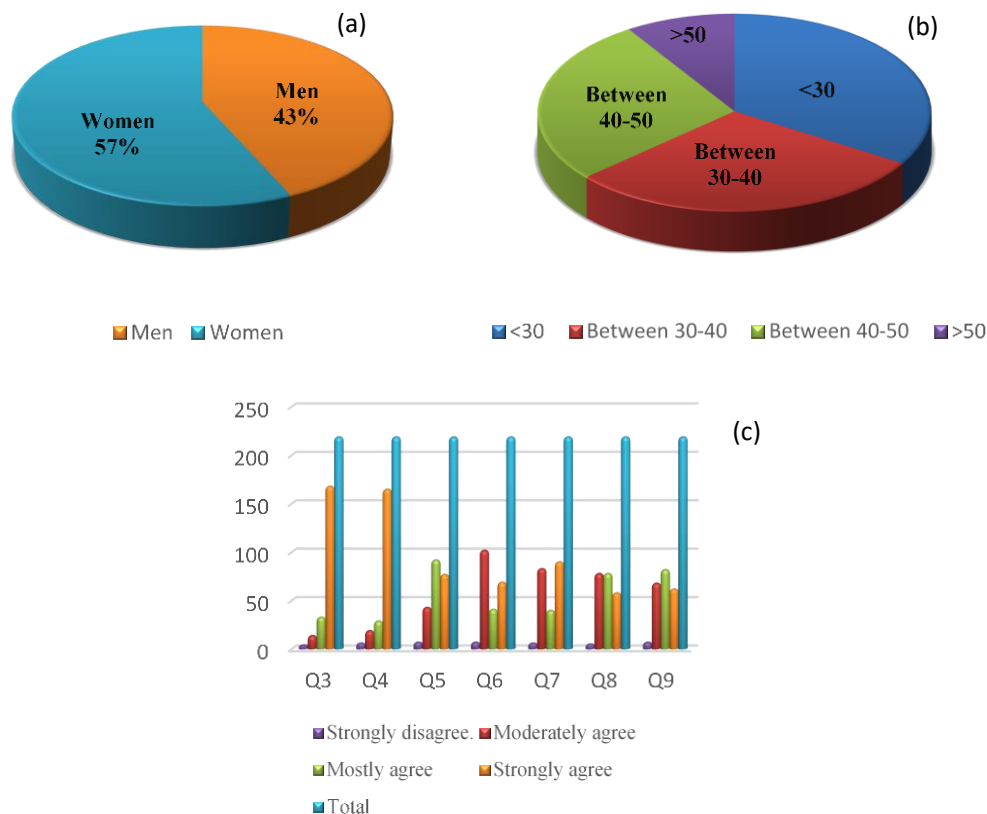 (a)
Men
43%
Women
57%
Men Women
(b)
>50
<30
Between
40-50
Between
30-40
<30 Between 30-40 Between 40-50 >50
(c)
250
200
150
100
50
0
Q3 Q4 Q5 Q6 Q7 Q8 Q9
Strongly disagree. Moderately agree
Mostly agree Strongly agree
Total